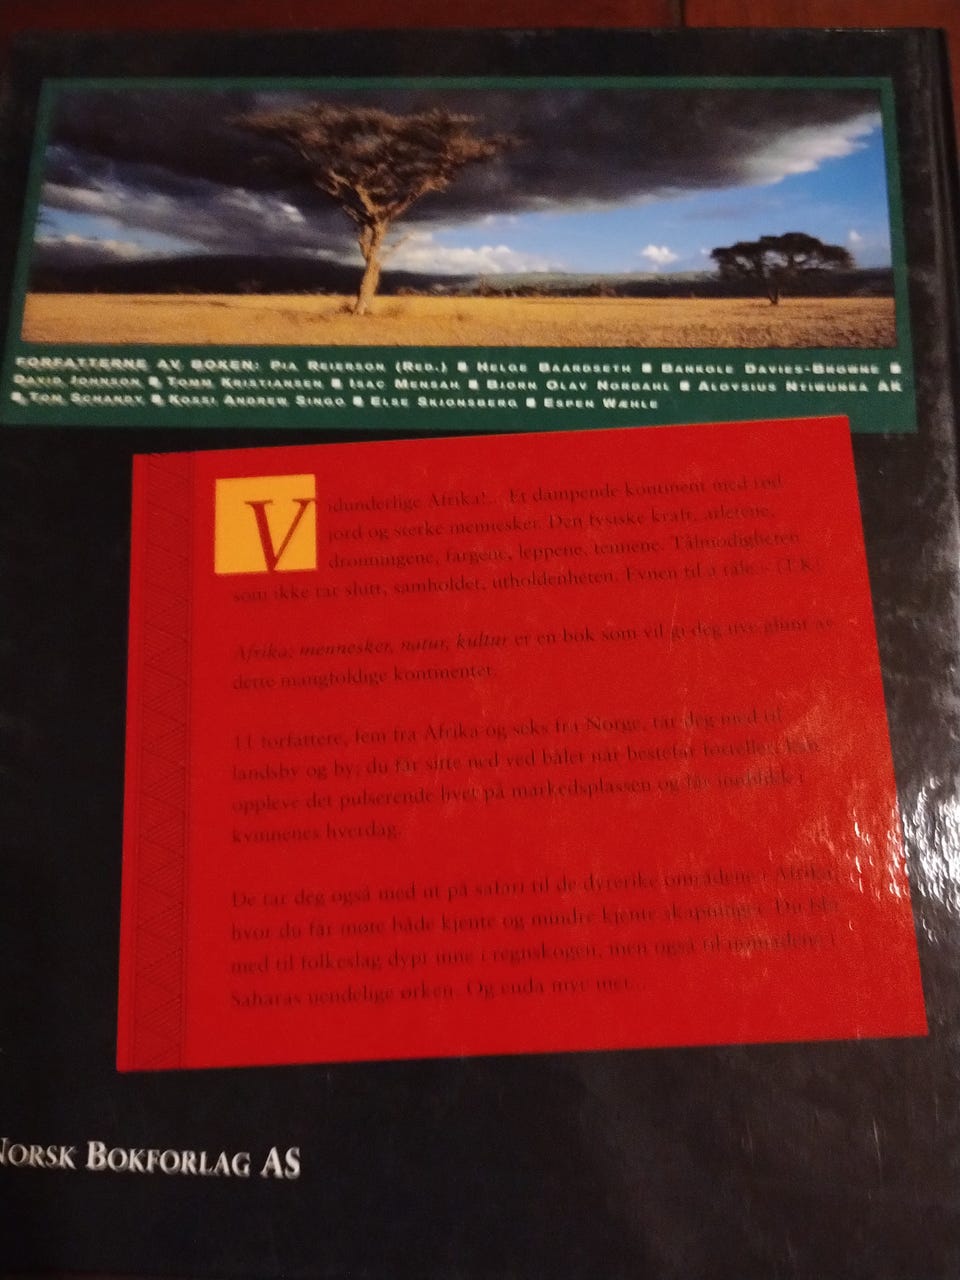 FORFATTERNE AV BOKEN: PIA REIERSON (RED.) ■ HELGE BAARDSETH ■ BANKOLE DAVIES-BROWNE ■
DAVID JOHNSON ■ TOMM KRISTIANSEN ■ ISAC MENSAH ■ BJORN OLAV NORDAHL ■ ALOYSIUS NTIWUNKA AK
■ TOM SCHANDY ■ KOSSI ANDREW SINGO ■ ELSE SKJONSBERG ■ ESPEN WÆHLE
Vidunderlige Afrika!... Et dampende kontinent med rød
jord og sterke mennesker. Den fysiske kraft, atletene,
dronningene, fargene, leppene, tennene. Tålmodigheten
som ikke tar slutt, samholdet, utholdenheten. Evnen til å tåle. – (T.K.)
Afrika; mennesker, natur, kultur er en bok som vil gi deg nye glimt av
dette mangfoldige kontinentet.
11 forfattere, fem fra Afrika og seks fra Norge, tar deg med til
landsby og by; du får sitte ned ved bålet når bestefar forteller,
oppleve det pulserende livet på markedsplassen og får innblikk i
kvinnenes hverdag.
De tar deg også med ut på safari til de dyrerike områdene i Afrika,
hvor du får møte både kjente og mindre kjente skapninger. Du blir
med til folkeslag dypt inne i regnskogen, men også til nomadene i
Saharas uendelige ørken. Og enda mye mer...
NORSK BOKFORLAG AS